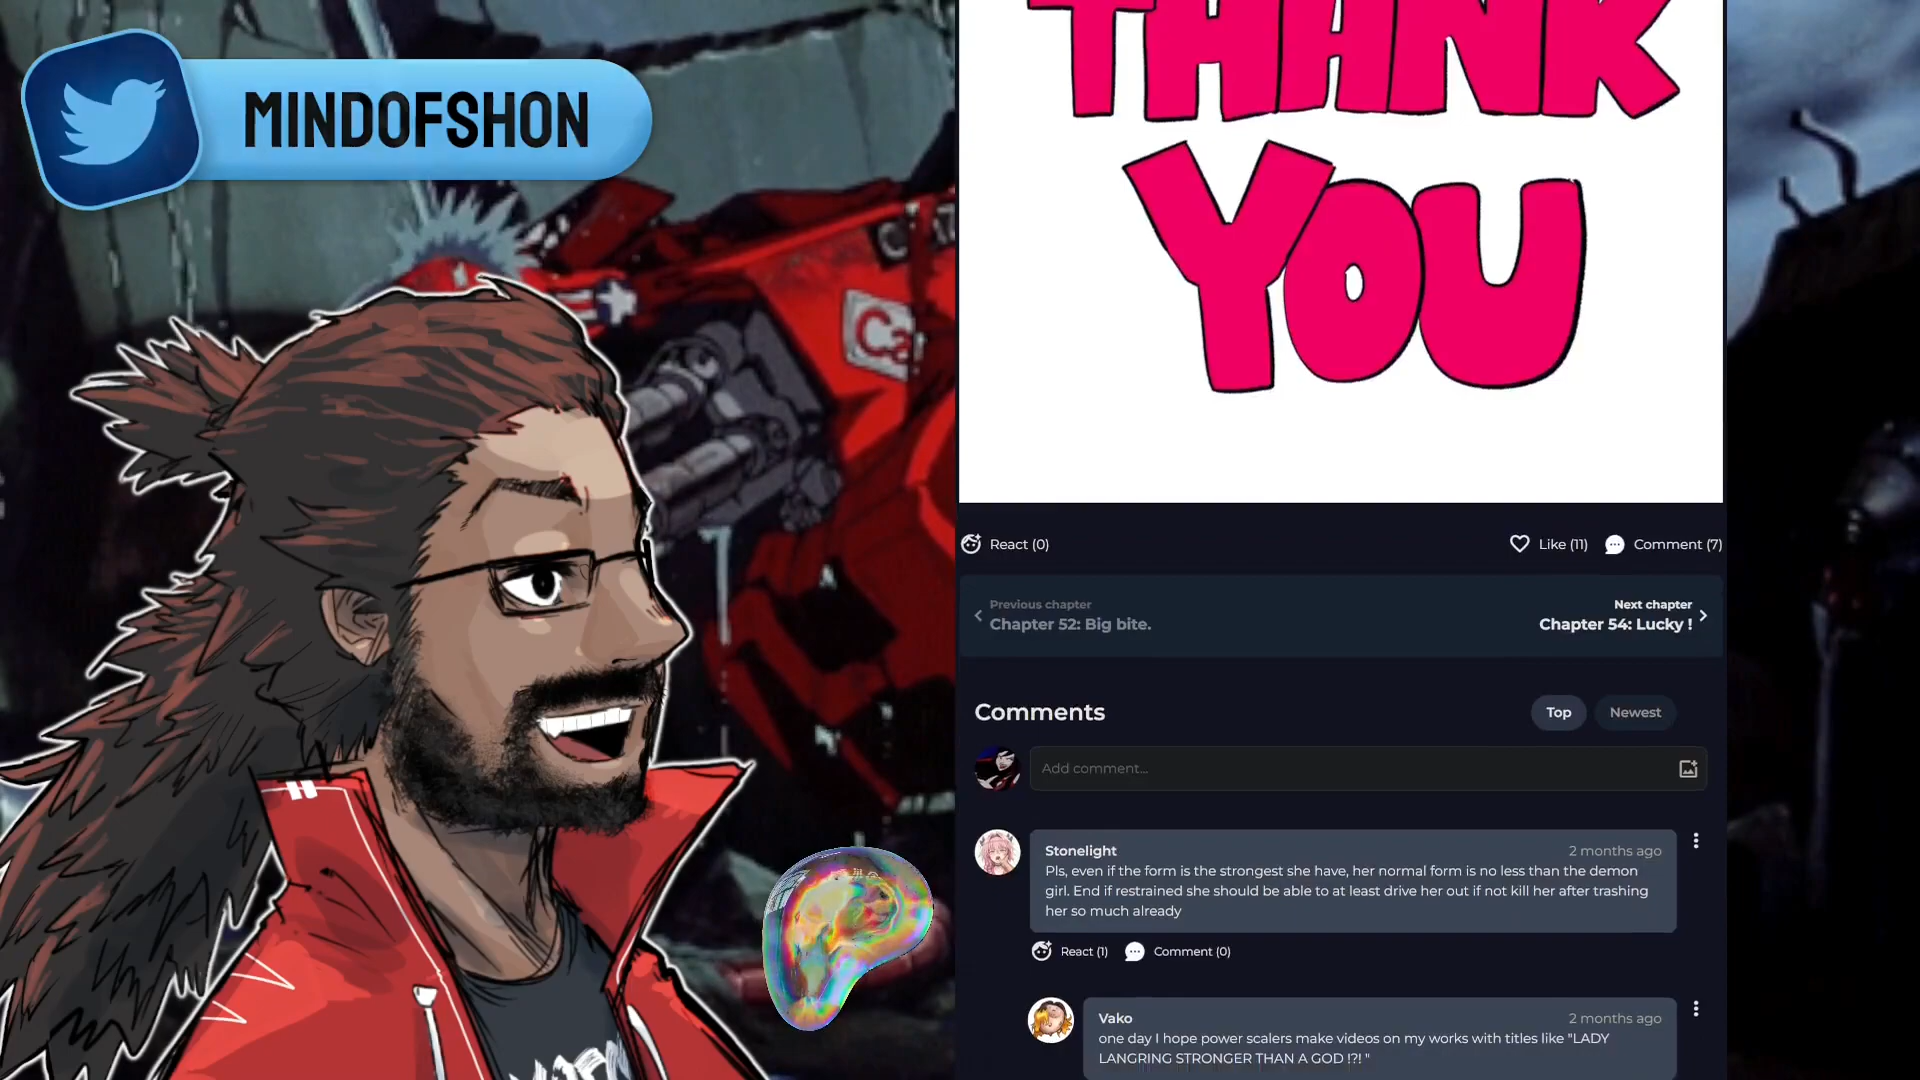 MINDOFSHON
THANK
YOU
React (0)
Like (11)
Comment (7)
Previous chapter
Chapter 52: Big bite.
Next chapter
Chapter 54: Lucky !
Comments
Top
Newest
Add comment...
Stonelight
2 months ago
Pls, even if the form is the strongest she have, her normal form is no less than the demon
girl. End if restrained she should be able to at least drive her out if not kill her after trashing
her so much already
React (1)
Comment (0)
Vako
2 months ago
one day I hope power scalers make videos on my works with titles like "LADY
LANGRING STRONGER THAN A GOD !?! "